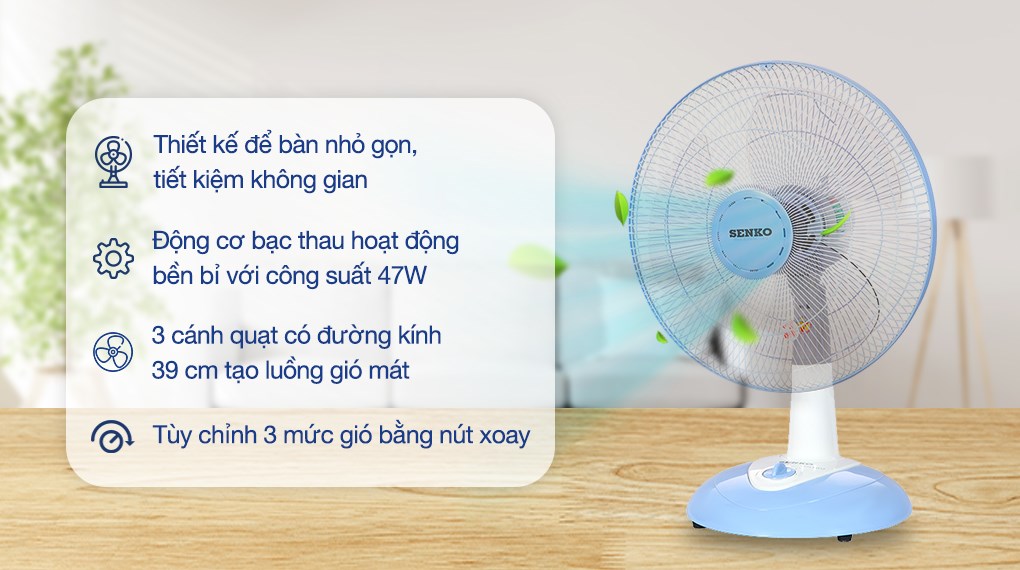 Thiết kế để bàn nhỏ gọn,
tiết kiệm không gian
Động cơ bạc thau hoạt động
bền bỉ với công suất 47W
3 cánh quạt có đường kính
39 cm tạo luồng gió mát
Tùy chỉnh 3 mức gió bằng nút xoay
SENKO